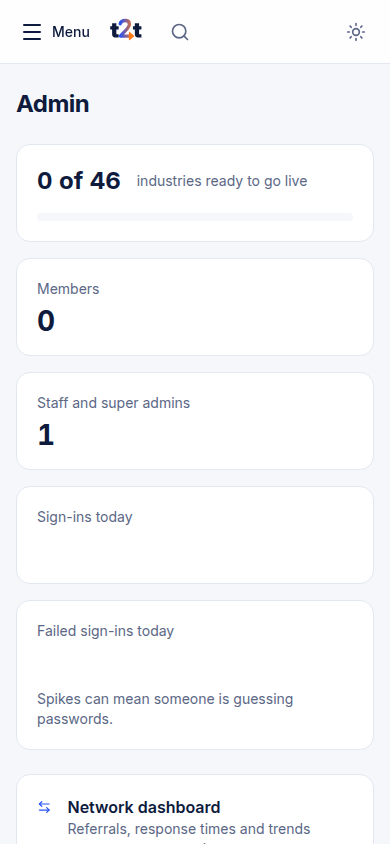 Menu t2t
Admin
0 of 46 industries ready to go live
Members
0
Staff and super admins
1
Sign-ins today
Failed sign-ins today
Spikes can mean someone is guessing
passwords.
Network dashboard
Referrals, response times and trends